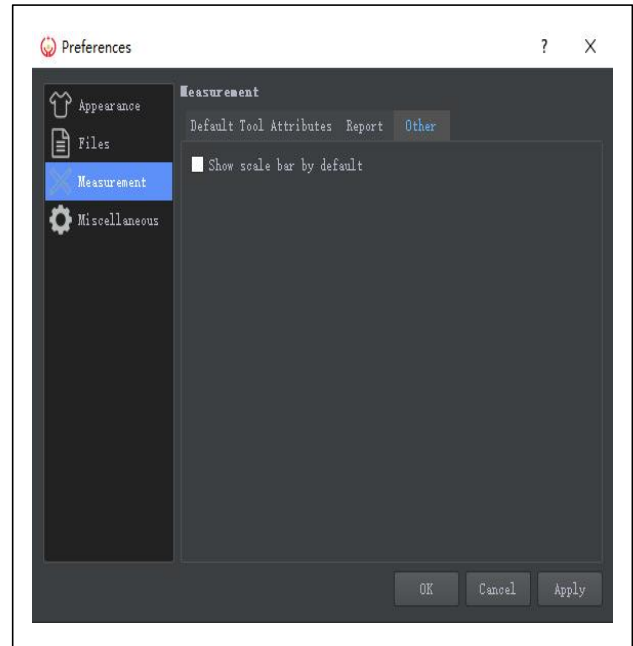 Preferences
?
X
Appearance
Files
Measurement
Miscellaneous
Measurement
Default Tool Attributes Report Other
Show scale bar by default
OK Cancel Apply